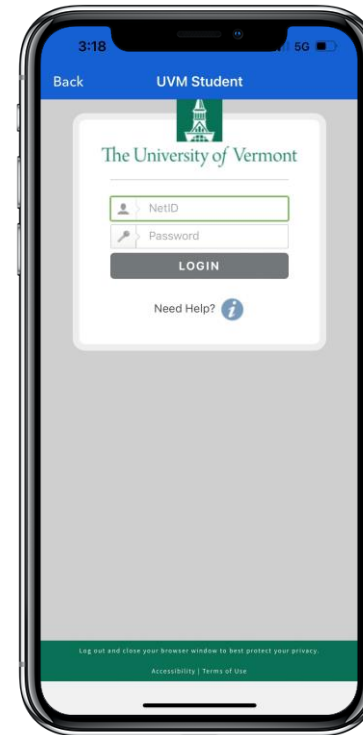 3:18 5G
Back UVM Student
The University of Vermont
NetID
Password
LOGIN
Need Help? i
Log out and close your browser window to best protect your privacy.
Accessibility | Terms of Use